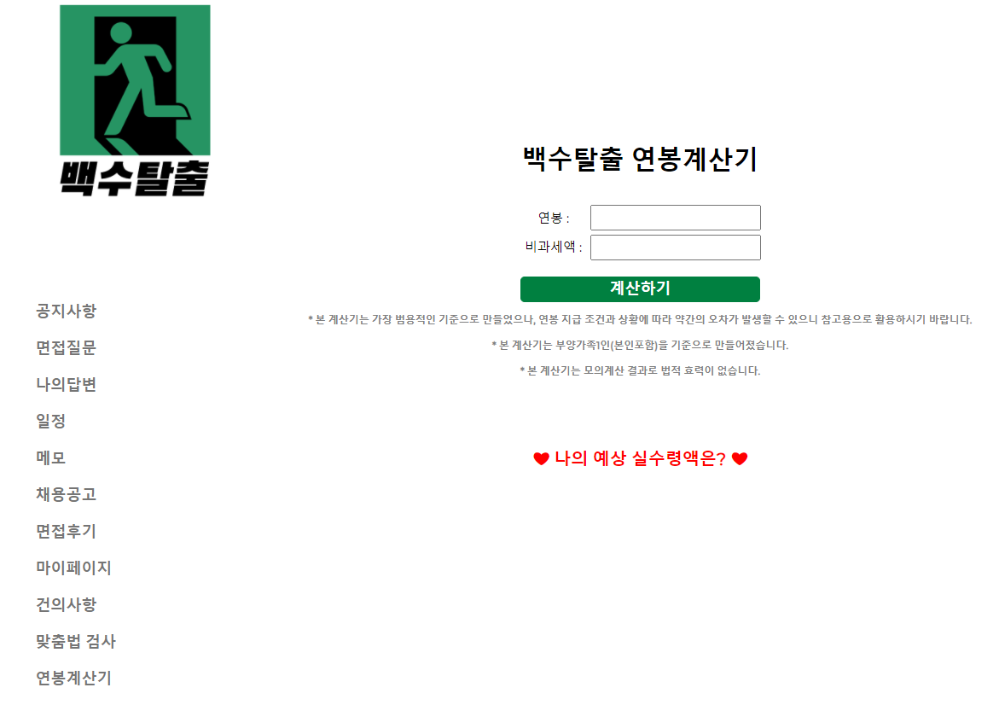 백수탈출
공지사항
면접질문
나의답변
일정
메모
채용공고
면접후기
마이페이지
건의사항
맞춤법 검사
연봉계산기
백수탈출 연봉계산기
연봉 :
비과세액 :
계산하기
* 본 계산기는 가장 범용적인 기준으로 만들었으나, 연봉 지급 조건과 상황에 따라 약간의 오차가 발생할 수 있으니 참고용으로 활용하시기 바랍니다.
* 본 계산기는 부양가족1인(본인포함)을 기준으로 만들어졌습니다.
* 본 계산기는 모의계산 결과로 법적 효력이 없습니다.
♥ 나의 예상 실수령액은? ♥